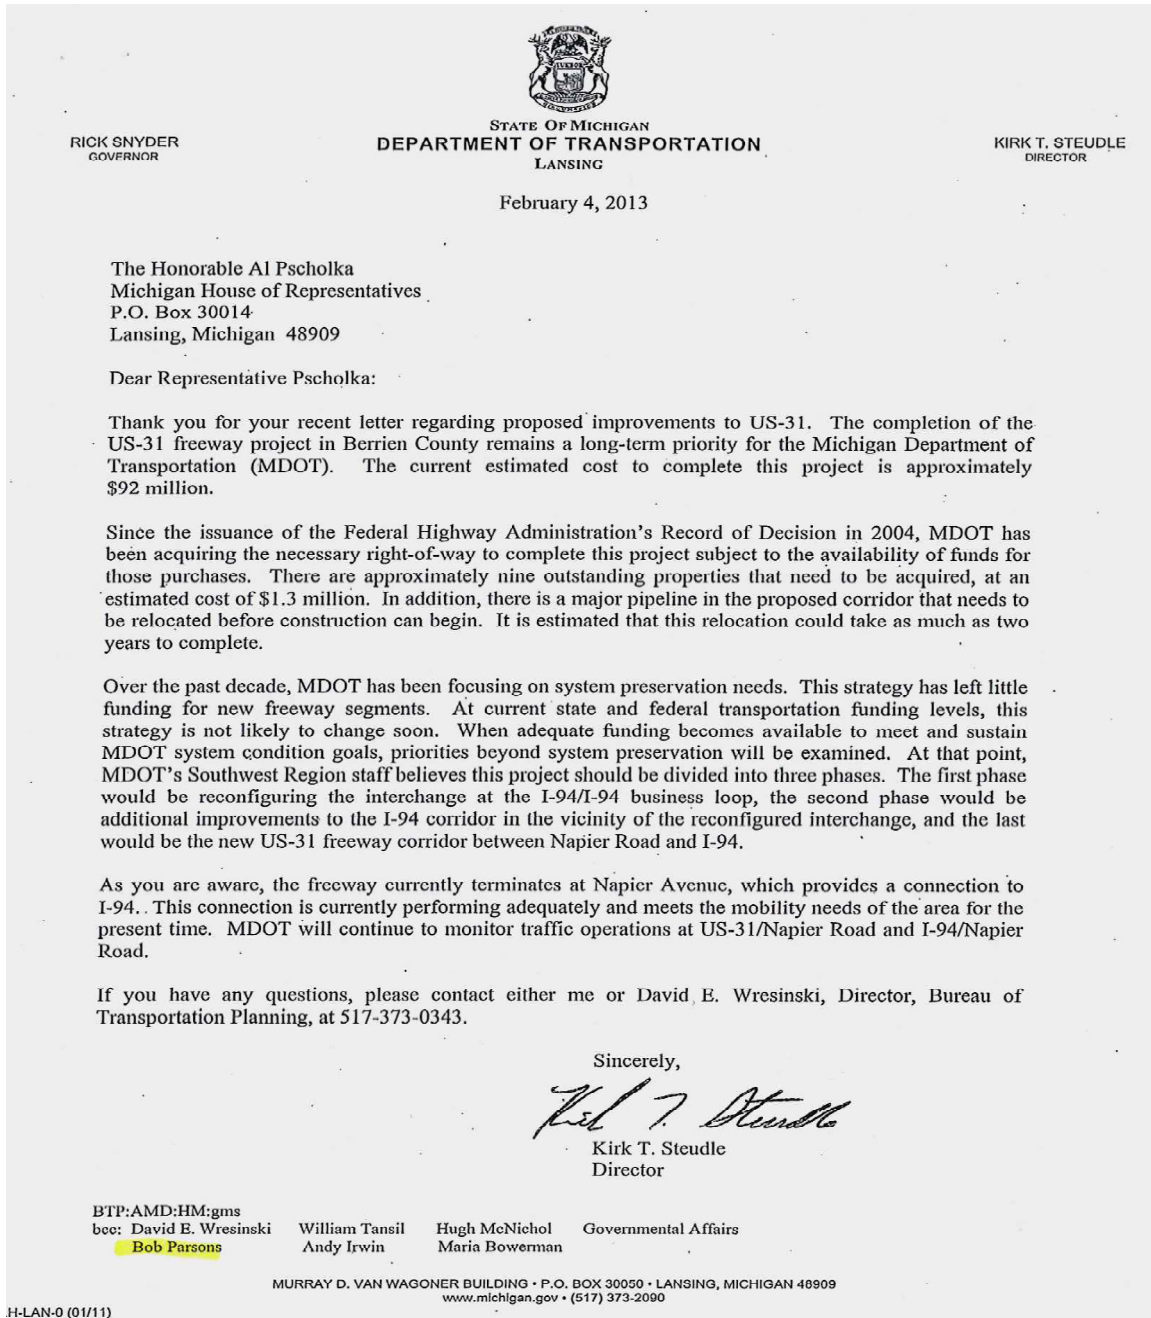 STATE OF MICHIGAN
RICK SNYDER
GOVERNOR
DEPARTMENT OF TRANSPORTATION
LANSING
KIRK T. STEUDLE
DIRECTOR
February 4, 2013
The Honorable Al Pscholka
Michigan House of Representatives
P.O. Box 30014
Lansing, Michigan 48909
Dear Representative Pscholka:
Thank you for your recent letter regarding proposed improvements to US-31. The completion of the
US-31 freeway project in Berrien County remains a long-term priority for the Michigan Department of
Transportation (MDOT). The current estimated cost to complete this project is approximately
$92 million.
Since the issuance of the Federal Highway Administration's Record of Decision in 2004, MDOT has
been acquiring the necessary right-of-way to complete this project subject to the availability of funds for
those purchases. There are approximately nine outstanding properties that need to be acquired, at an
estimated cost of $1.3 million. In addition, there is a major pipeline in the proposed corridor that needs to
be relocated before construction can begin. It is estimated that this relocation could take as much as two
years to complete.
Over the past decade, MDOT has been focusing on system preservation needs. This strategy has left little
funding for new freeway segments. At current state and federal transportation funding levels, this
strategy is not likely to change soon. When adequate funding becomes available to meet and sustain
MDOT system condition goals, priorities beyond system preservation will be examined. At that point,
MDOT's Southwest Region staff believes this project should be divided into three phases. The first phase
would be reconfiguring the interchange at the I-94/I-94 business loop, the second phase would be
additional improvements to the I-94 corridor in the vicinity of the reconfigured interchange, and the last
would be the new US-31 freeway corridor between Napier Road and I-94.
As you are aware, the freeway currently terminates at Napier Avenue, which provides a connection to
I-94. This connection is currently performing adequately and meets the mobility needs of the area for the
present time. MDOT will continue to monitor traffic operations at US-31/Napier Road and I-94/Napier
Road.
If you have any questions, please contact either me or David E. Wresinski, Director, Bureau of
Transportation Planning, at 517-373-0343.
Sincerely,
Kirk T. Steudle
Kirk T. Steudle
Director
BTP:AMD:HM:gms
bcc: David E. Wresinski William Tansil Hugh McNichol Governmental Affairs
Bob Parsons Andy Irwin Maria Bowerman
MURRAY D. VAN WAGONER BUILDING • P.O. BOX 30050 • LANSING, MICHIGAN 48909
www.michigan.gov • (517) 373-2090
H-LAN-0 (01/11)